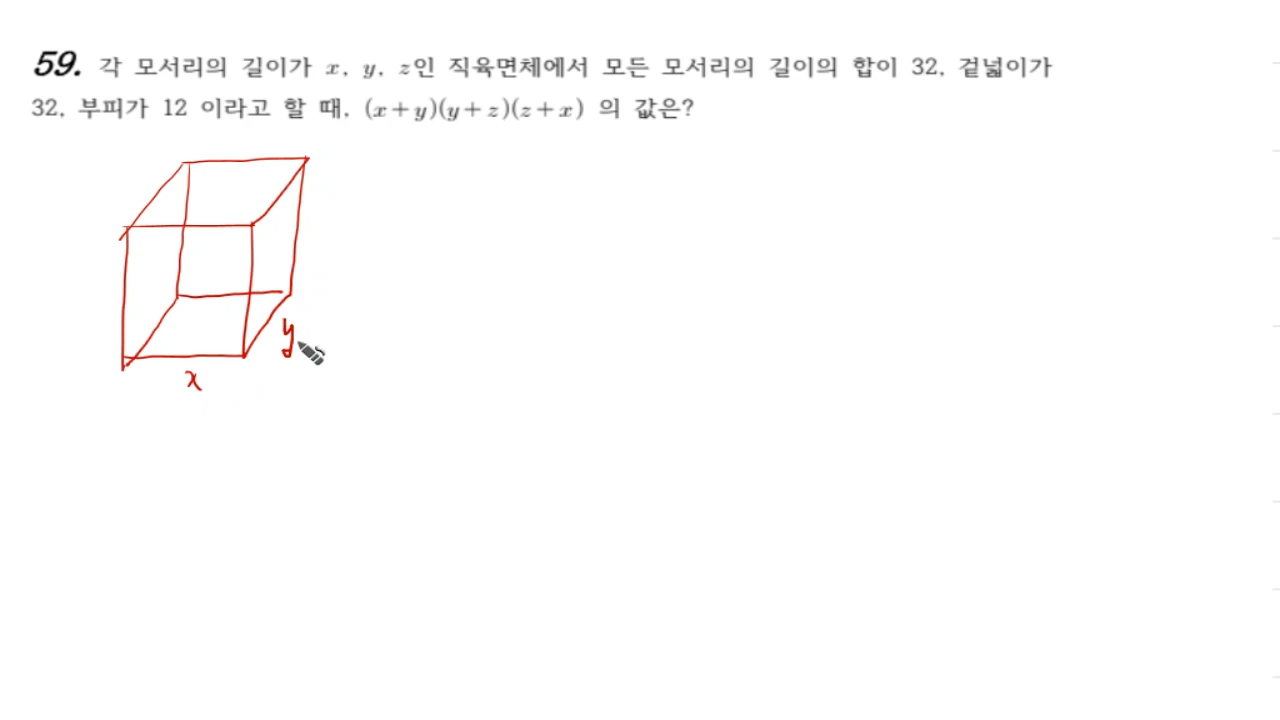 59. 각 모서리의 길이가 x, y, z인 직육면체에서 모든 모서리의 길이의 합이 32, 겉넓이가
32, 부피가 12 이라고 할 때, (x+y)(y+z)(z+x) 의 값은?
y
x